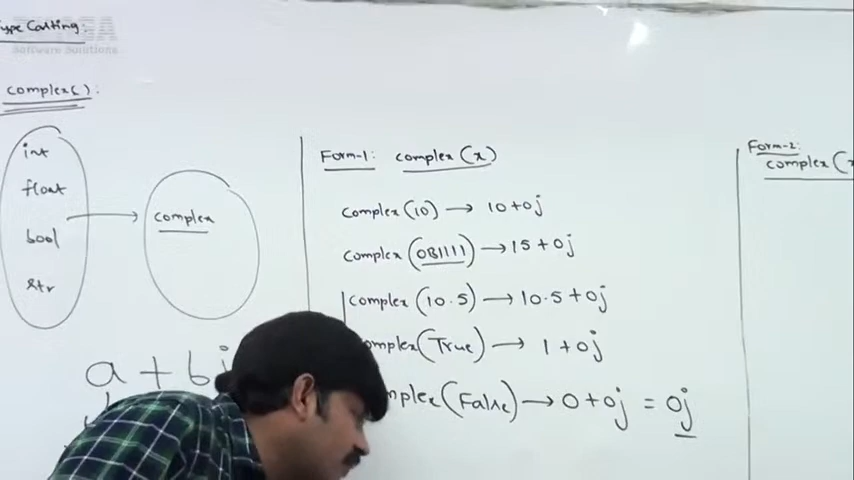 Type Casting
Software Solutions
complex():
int
float
bool
str
complex
a + bj
Form-1: complex(x)
complex(10) → 10+0j
complex(0B1111) → 15+0j
complex(10.5) → 10.5+0j
complex(True) → 1+0j
complex(False) → 0+0j = 0j
Form-2:
complex(x